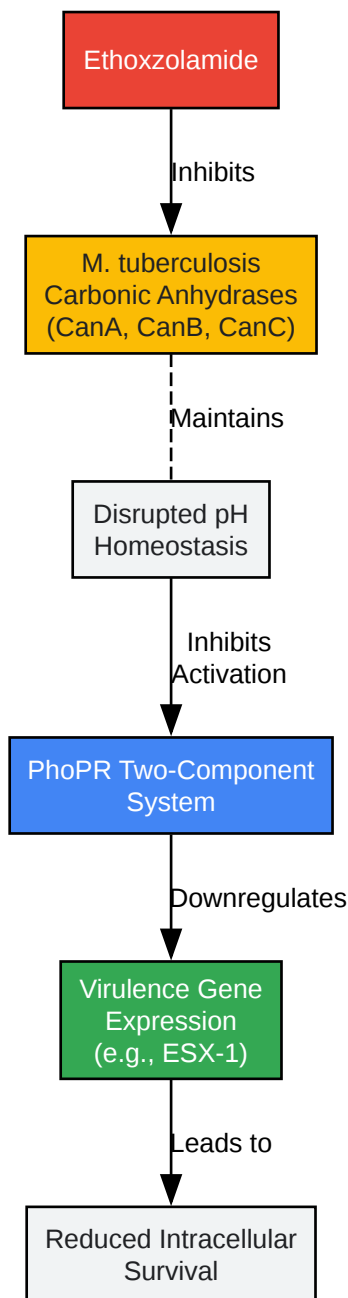 Ethoxzolamide
Inhibits
M. tuberculosis
Carbonic Anhydrases
(CanA, CanB, CanC)
Maintains
Disrupted pH
Homeostasis
Inhibits
Activation
PhoPR Two-Component
System
Downregulates
Virulence Gene
Expression
(e.g., ESX-1)
Leads to
Reduced Intracellular
Survival